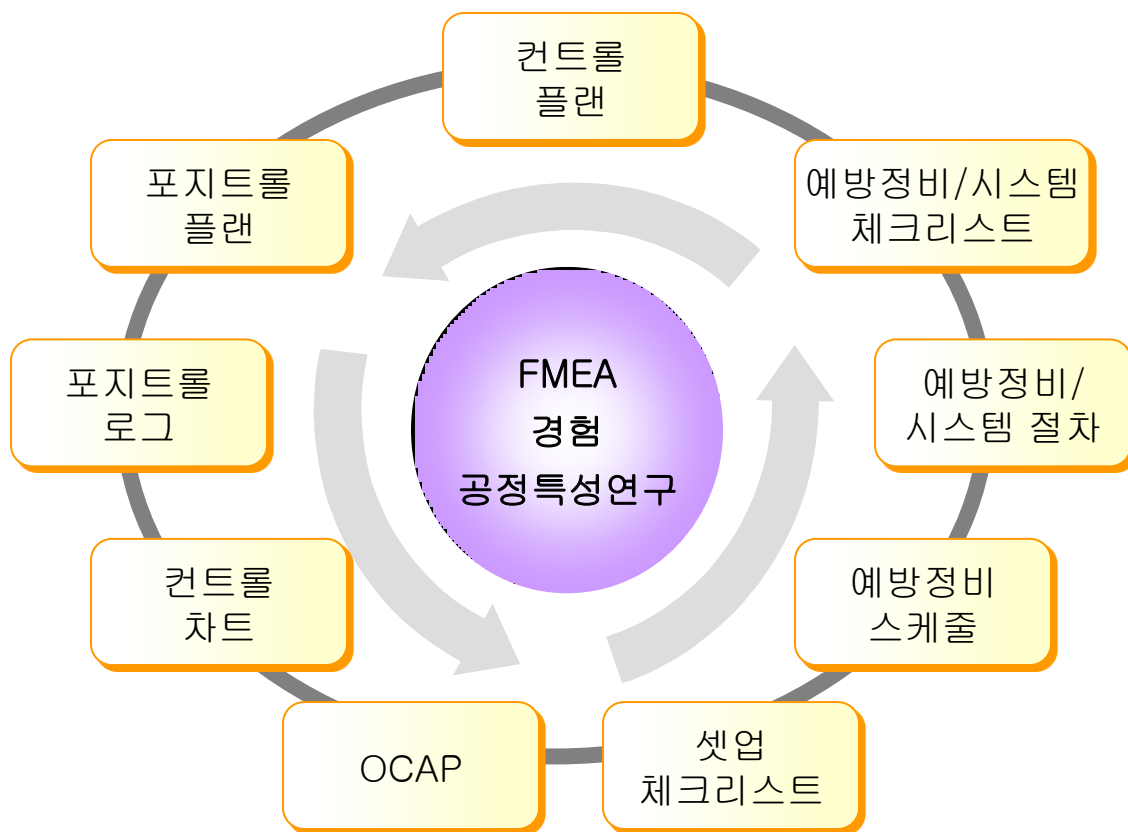 컨트롤
플랜
포지트롤
플랜
예방정비/시스템
체크리스트
FMEA
경험
공정특성연구
포지트롤
로그
예방정비/
시스템 절차
컨트롤
차트
예방정비
스케줄
OCAP
셋업
체크리스트